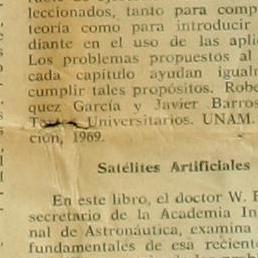 leccionados, tanto para comp
teoría como para introducir
diante en el uso de las apli
Los problemas propuestos al
cada capítulo ayudan igual
cumplir tales propósitos. Robe
quez García y Javier Barros
Universitarios. UNAM.
ción, 1969.
Satélites Artificiales
En este libro, el doctor W. F
secretario de la Academia In
nal de Astronáutica, examina
fundamentales de esa recient